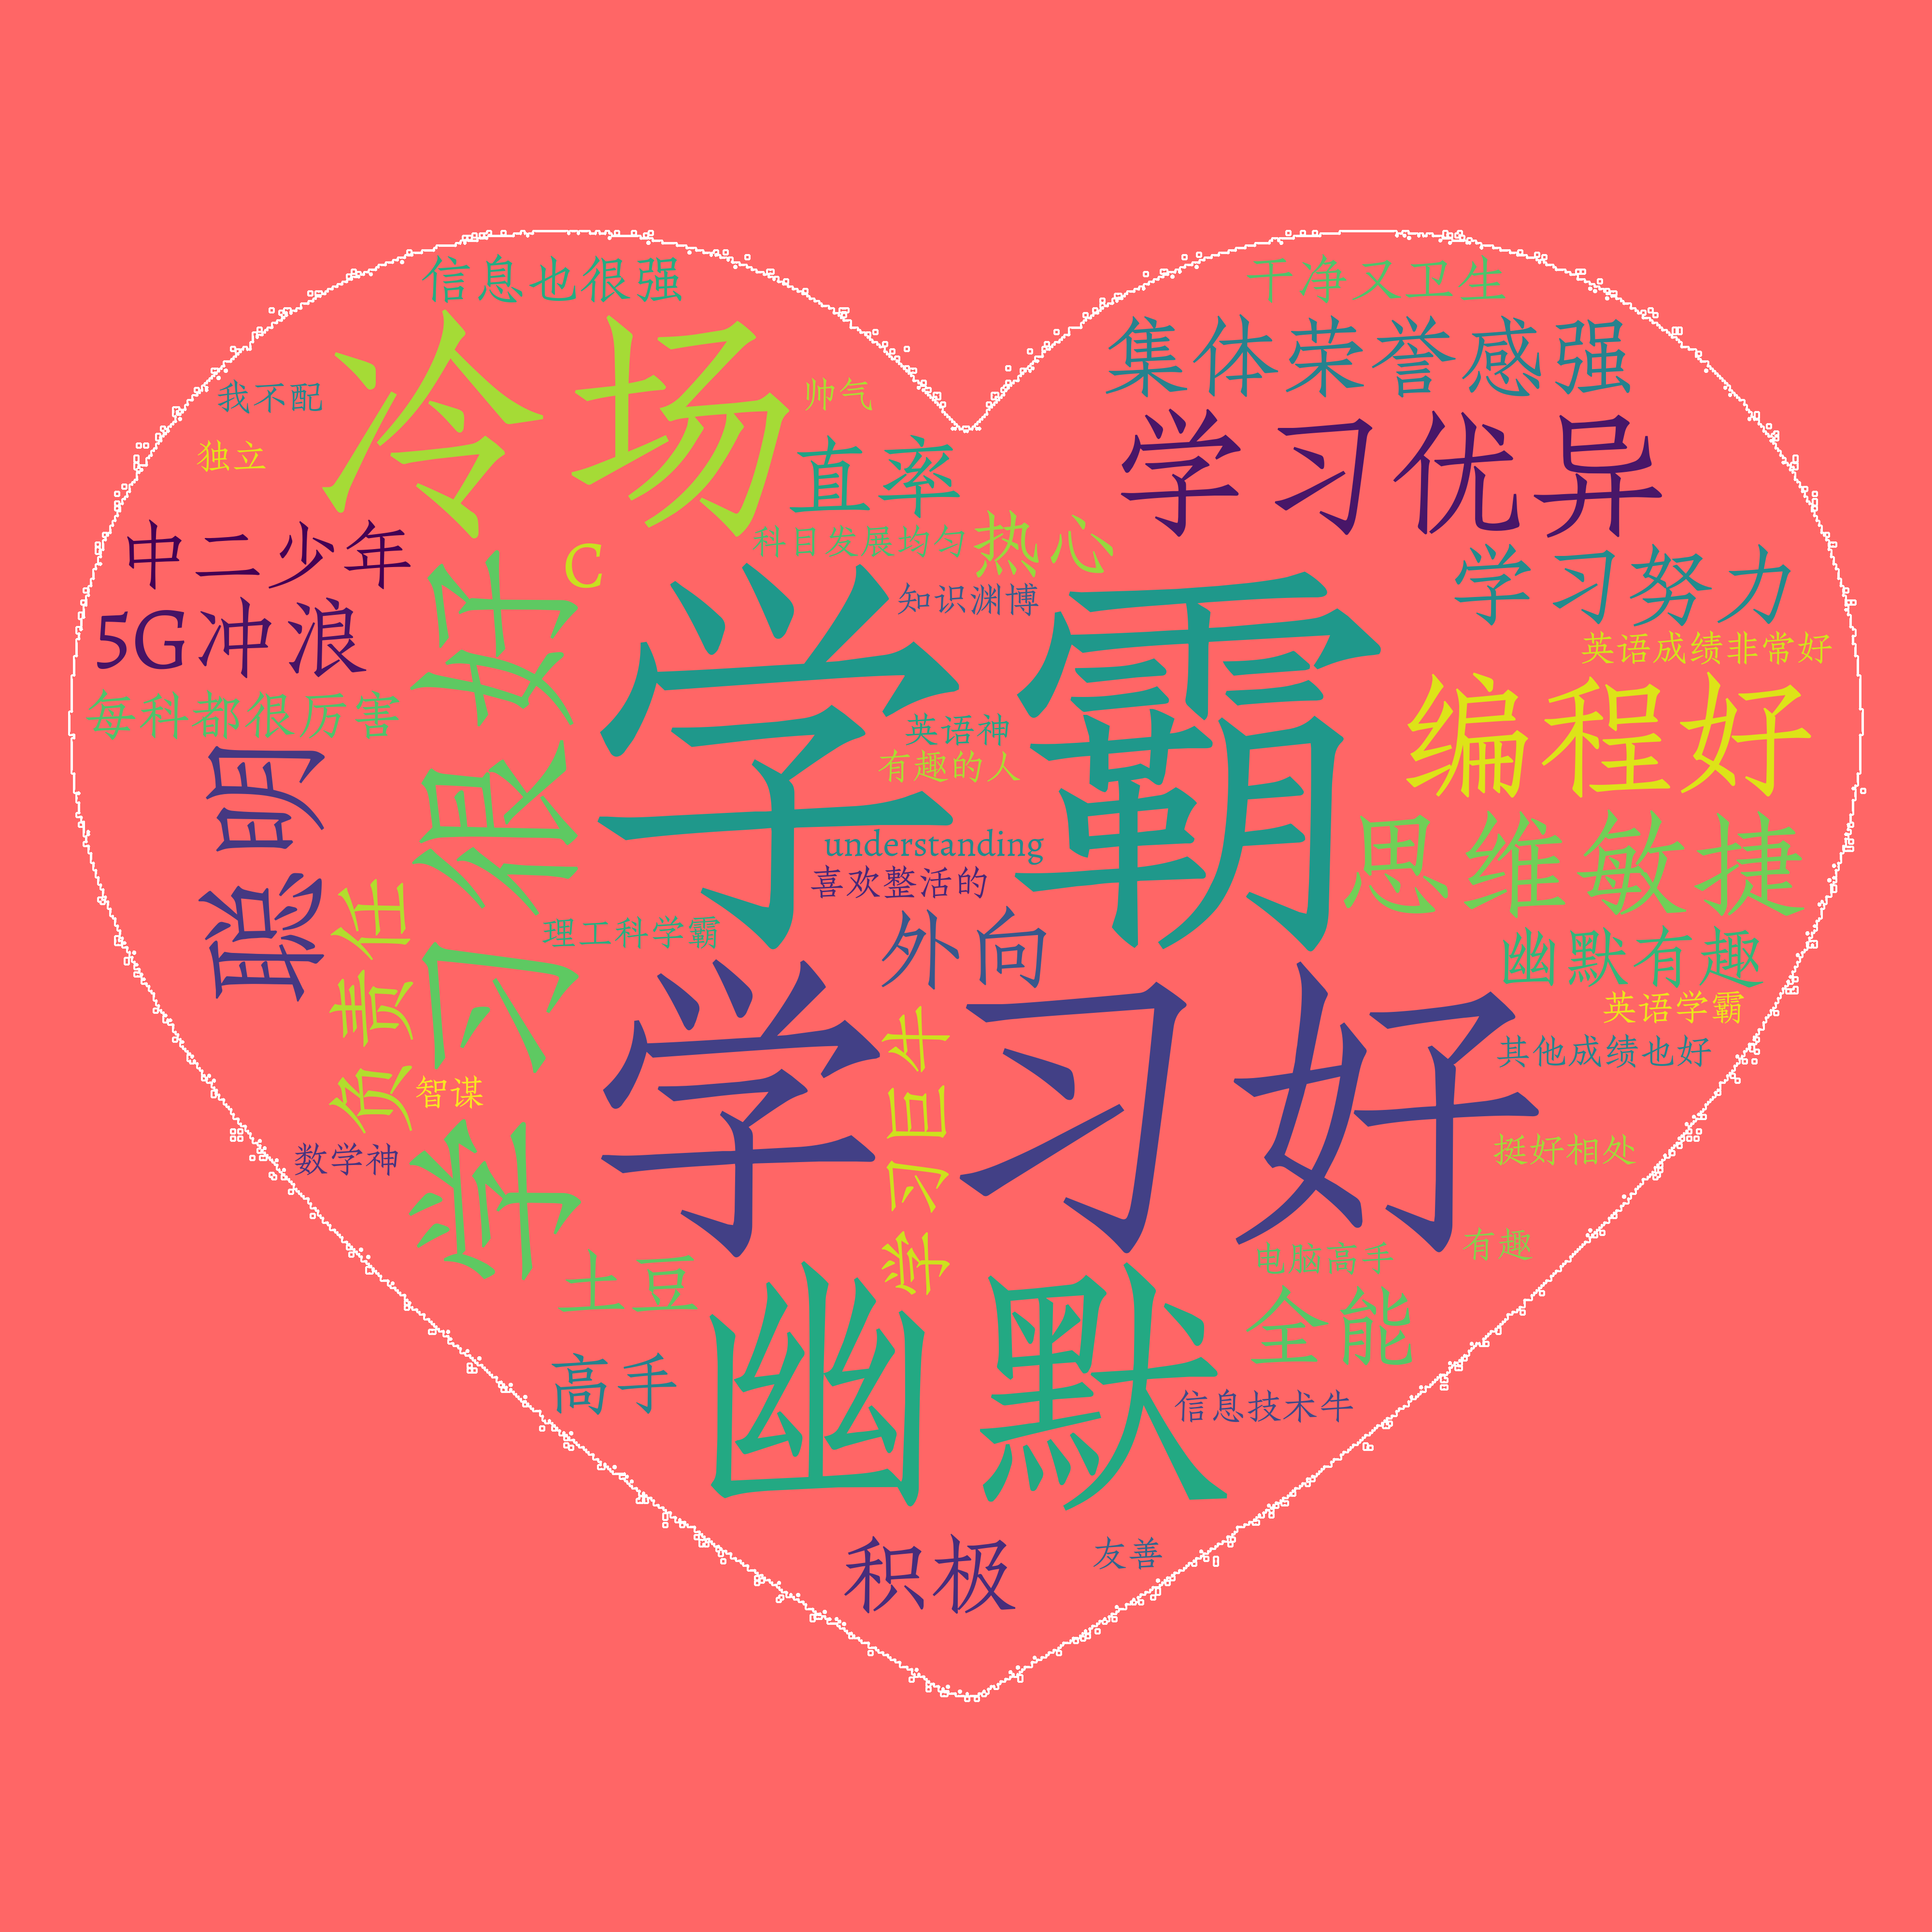 信息也很强
干净又卫生
冷场
集体荣誉感强
我不配
帅气
学习优异
独立
直率
中二少年
C
科目发展均匀
热心
学习努力
5G冲浪
知识渊博
英语成绩非常好
每科都很厉害
学习很好
学霸
英语神
编程好
有趣的人
聪明
understanding
思维敏捷
喜欢整活的
负责任
理工科学霸
外向
幽默有趣
英语学霸
学习巨牛
学习好
其他成绩也好
智谋
数学神
挺好相处
土豆
电脑高手
有趣
幽默
全能
高手
信息技术牛
积极
友善